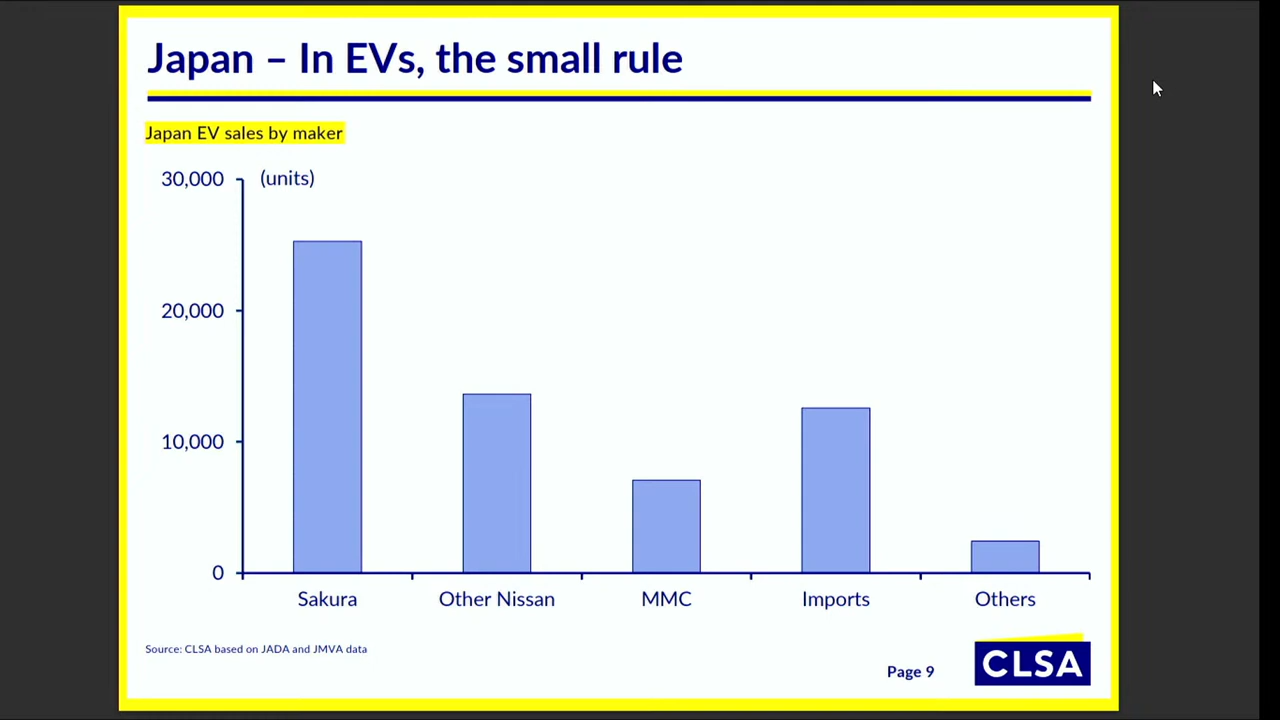 Japan – In EVs, the small rule
Japan EV sales by maker
(units)
30,000
20,000
10,000
0
Sakura
Other Nissan
MMC
Imports
Others
Source: CLSA based on JADA and JMVA data
Page 9
CLSA